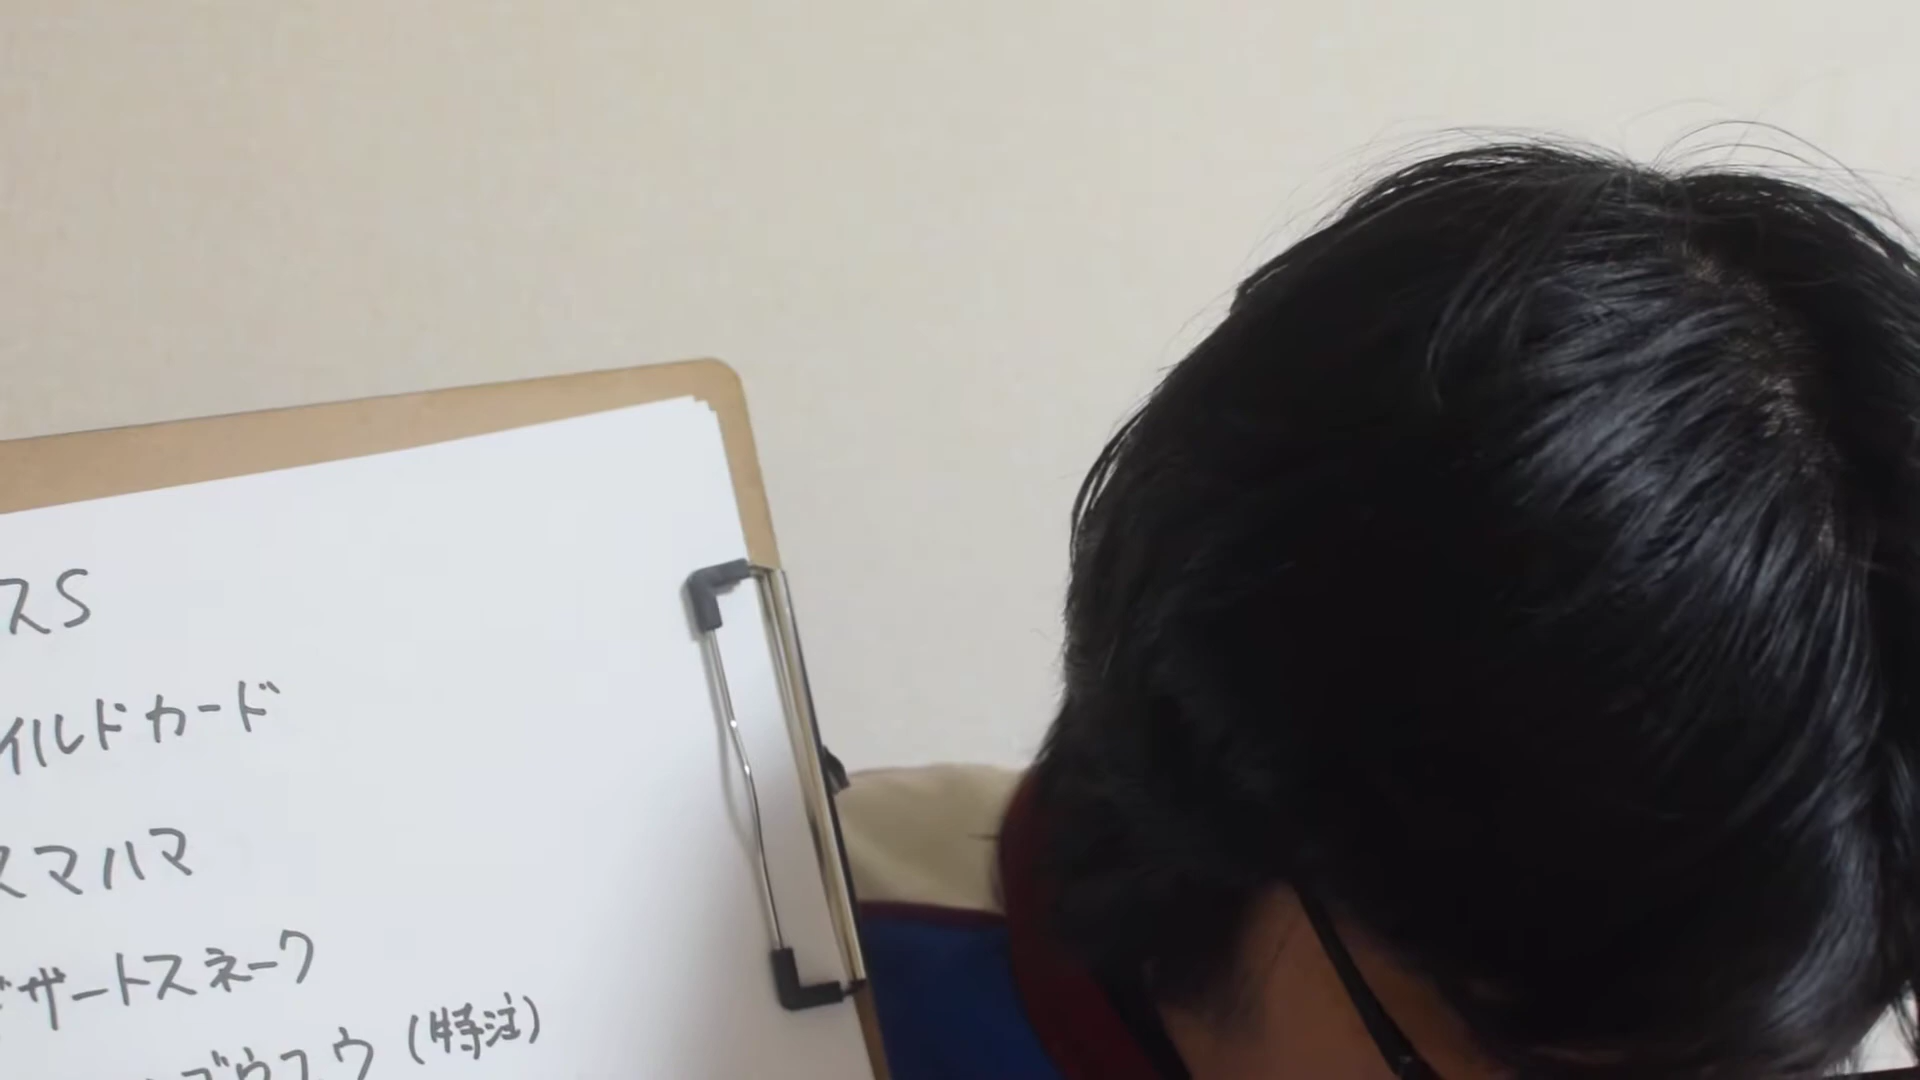 スS
イルドカード
スマハマ
デザートスネーク
ゴウユウ(特注)